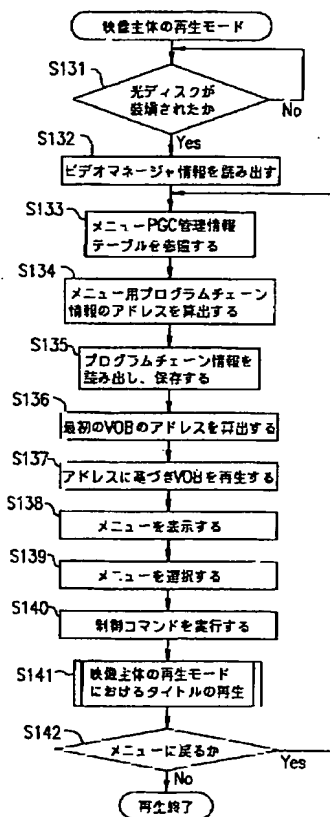 映像主体の再生モード
S131
光ディスクが
装填されたか
No
Yes
S132
ビデオマネージャ情報を読み出す
S133
メニューPGC管理情報
テーブルを参照する
S134
メニュー用プログラムチェーン
情報のアドレスを算出する
S135
プログラムチェーン情報を
読み出し、保存する
S136
最初のVOBのアドレスを算出する
S137
アドレスに基づきVOBを再生する
S138
メニューを表示する
S139
メニューを選択する
S140
制御コマンドを実行する
S141
映像主体の再生モード
におけるタイトルの再生
S142
メニューに戻るか
Yes
No
再生終了